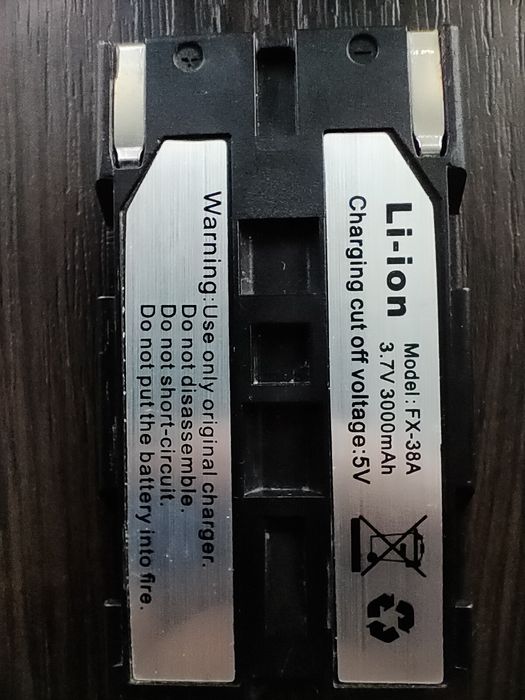 +
-
Li-ion
Model: FX-38A
3.7V 3000mAh
Charging cut off voltage:5V
Warning: Use only original charger.
Do not disassemble.
Do not short-circuit.
Do not put the battery into fire.